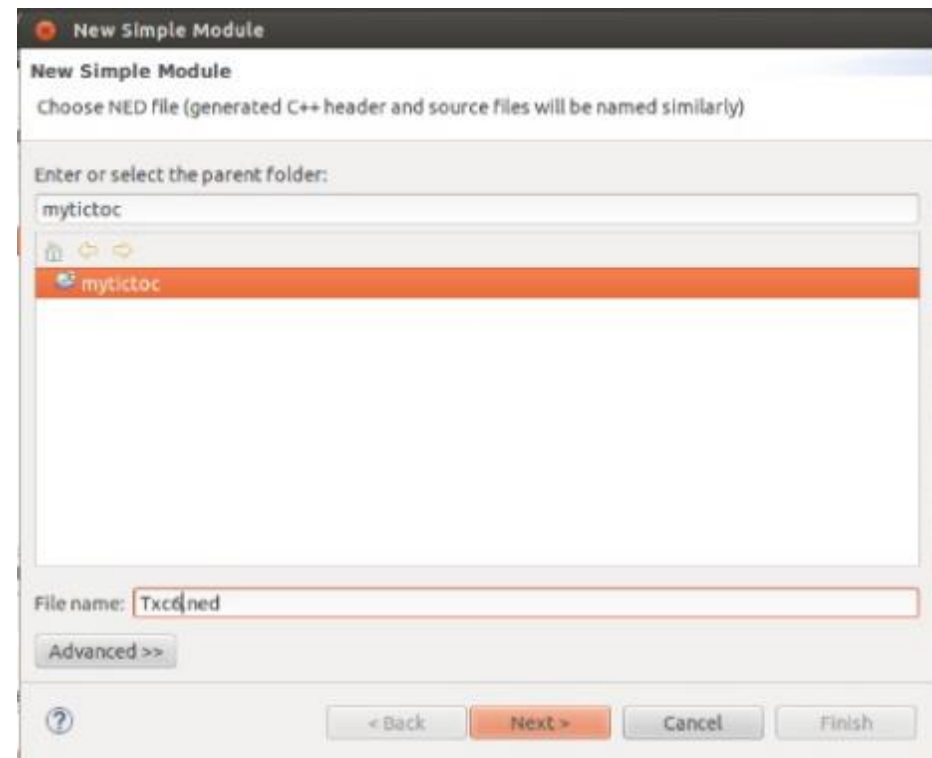 New Simple Module
New Simple Module
Choose NED file (generated C++ header and source files will be named similarly)
Enter or select the parent folder:
mytictoc
mytictoc
File name: Txc6.ned
Advanced >>
? < Back Next > Cancel Finish